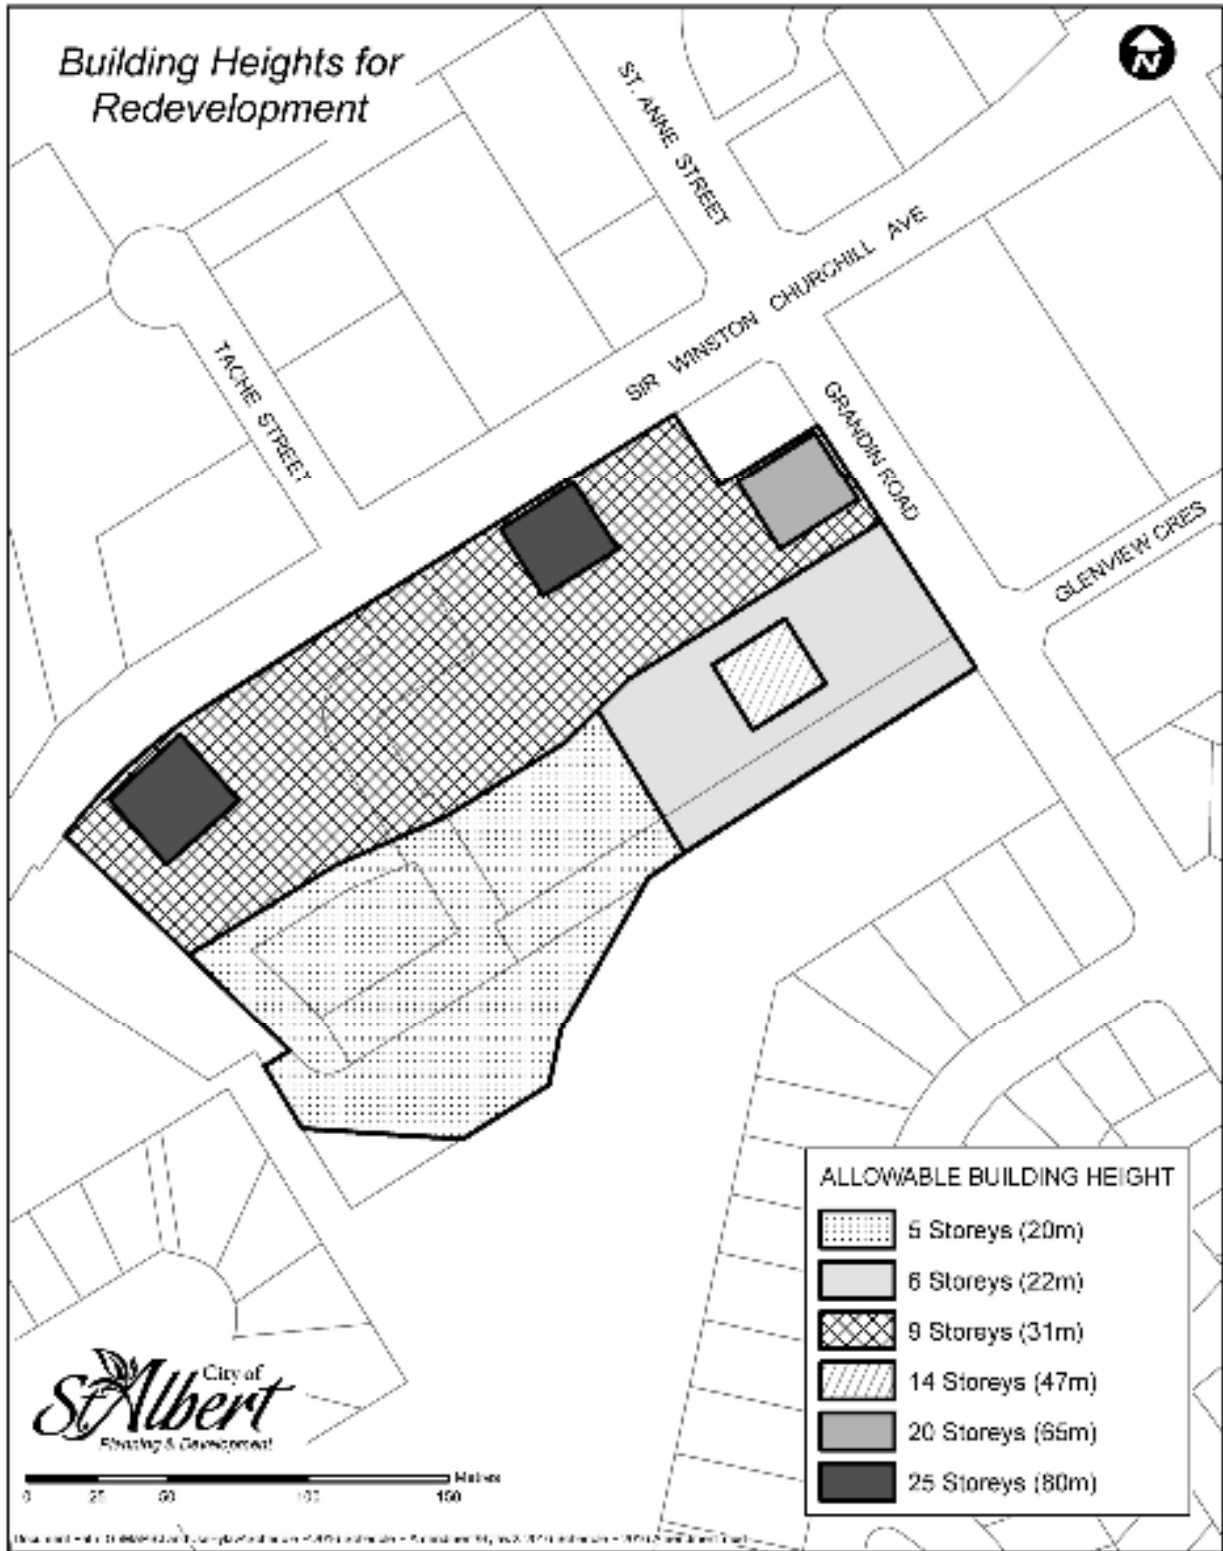 Building Heights for
Redevelopment
N
ST. ANNE STREET
SIR WINSTON CHURCHILL AVE
TACHE STREET
GRANDIN ROAD
GLENVIEW CRES
ALLOWABLE BUILDING HEIGHT
5 Storeys (20m)
6 Storeys (22m)
9 Storeys (31m)
14 Storeys (47m)
20 Storeys (65m)
25 Storeys (80m)
City of
St. Albert
Planning & Development
Metres
0 25 50 100 150